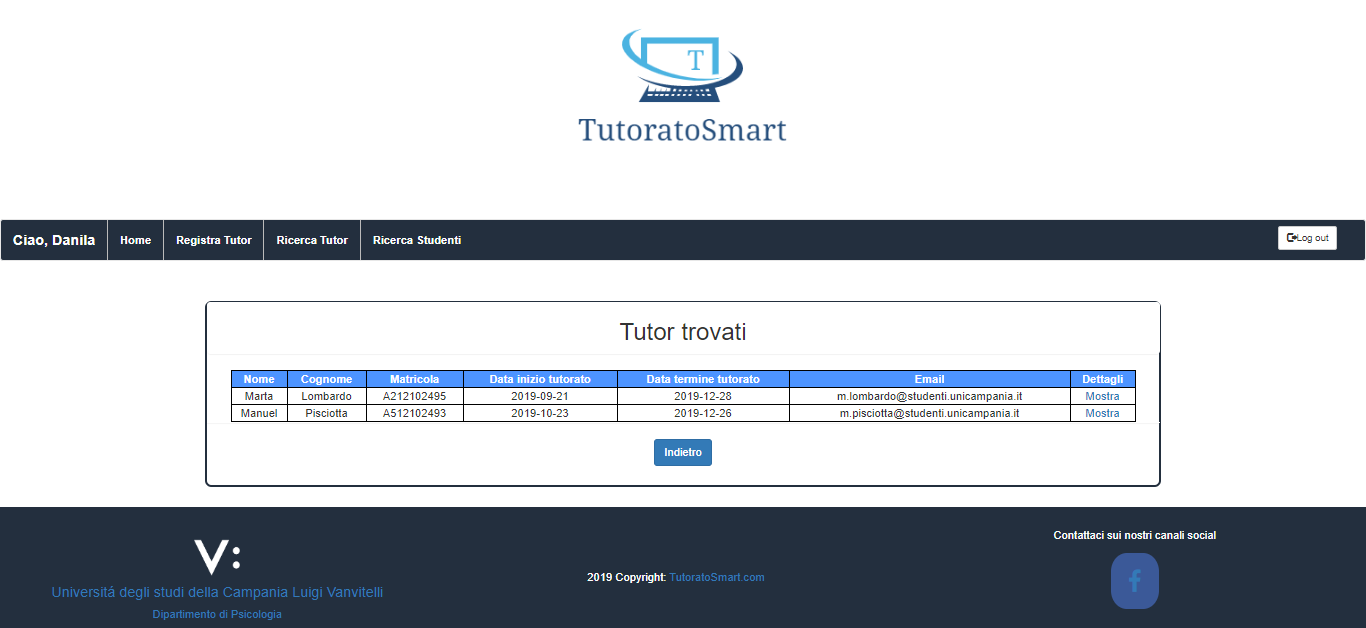 T
TutoratoSmart
Ciao, Danila Home Registra Tutor Ricerca Tutor Ricerca Studenti Log out
Tutor trovati
Nome Cognome Matricola Data inizio tutorato Data termine tutorato Email Dettagli
Marta Lombardo A212102495 2019-09-21 2019-12-28 m.lombardo@studenti.unicampania.it Mostra
Manuel Pisciotta A512102493 2019-10-23 2019-12-26 m.pisciotta@studenti.unicampania.it Mostra
Indietro
V:
Universitá degli studi della Campania Luigi Vanvitelli
Dipartimento di Psicologia
2019 Copyright: TutoratoSmart.com
Contattaci sui nostri canali social
f